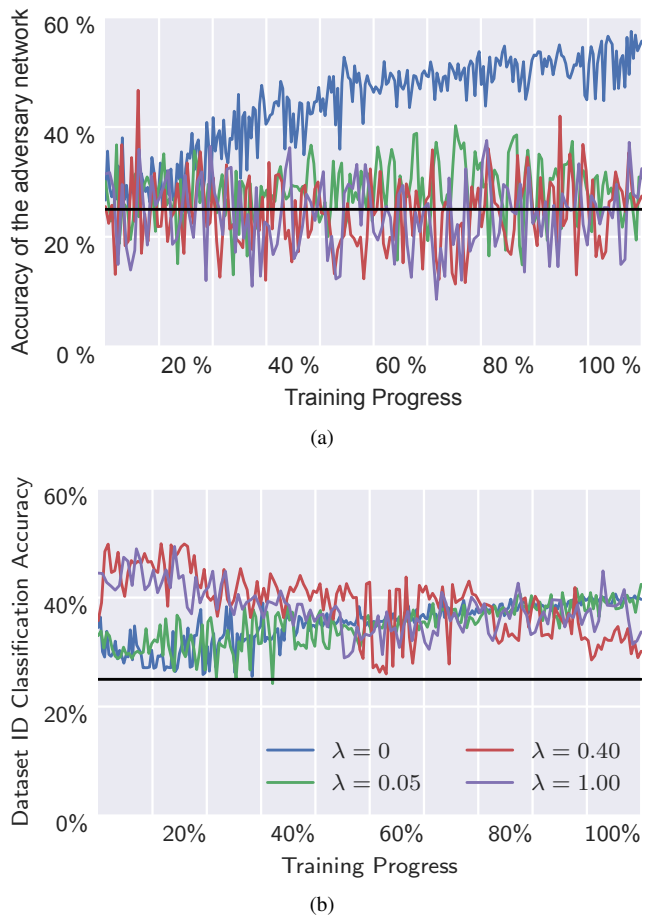 60 %
40 %
20 %
0 %
Accuracy of the adversary network
20 %
40 %
60 %
80 %
100 %
Training Progress
(a)
60%
40%
20%
0%
Dataset ID Classification Accuracy
λ = 0
λ = 0.40
λ = 0.05
λ = 1.00
20%
40%
60%
80%
100%
Training Progress
(b)